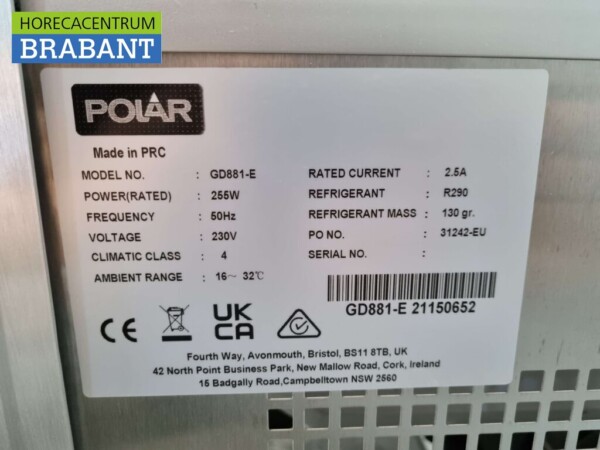 HORECACENTRUM
BRABANT
POLAR
Made in PRC
MODEL NO. : GD881-E
POWER(RATED) : 255W
FREQUENCY : 50Hz
VOLTAGE : 230V
CLIMATIC CLASS : 4
AMBIENT RANGE : 16~ 32℃
RATED CURRENT : 2.5A
REFRIGERANT : R290
REFRIGERANT MASS : 130 gr.
PO NO. : 31242-EU
SERIAL NO. :
GD881-E 21150652
CE
UK
CA
Fourth Way, Avonmouth, Bristol, BS11 8TB, UK
42 North Point Business Park, New Mallow Road, Cork, Ireland
15 Badgally Road,Campbelltown NSW 2560